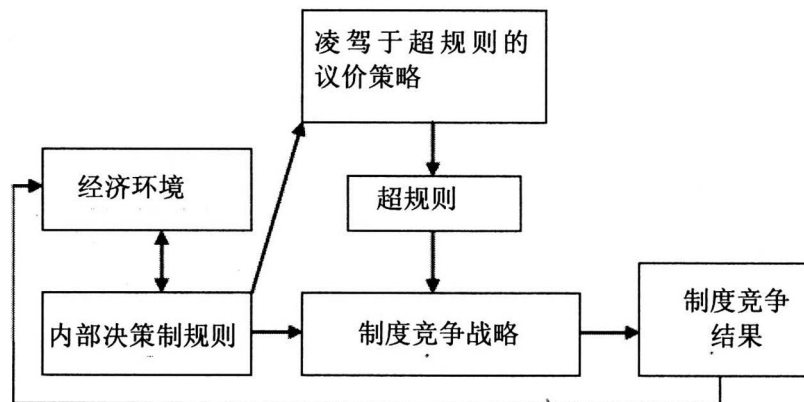 凌驾于超规则的
议价策略
经济环境
超规则
内部决策制规则
制度竞争战略
制度竞争
结果